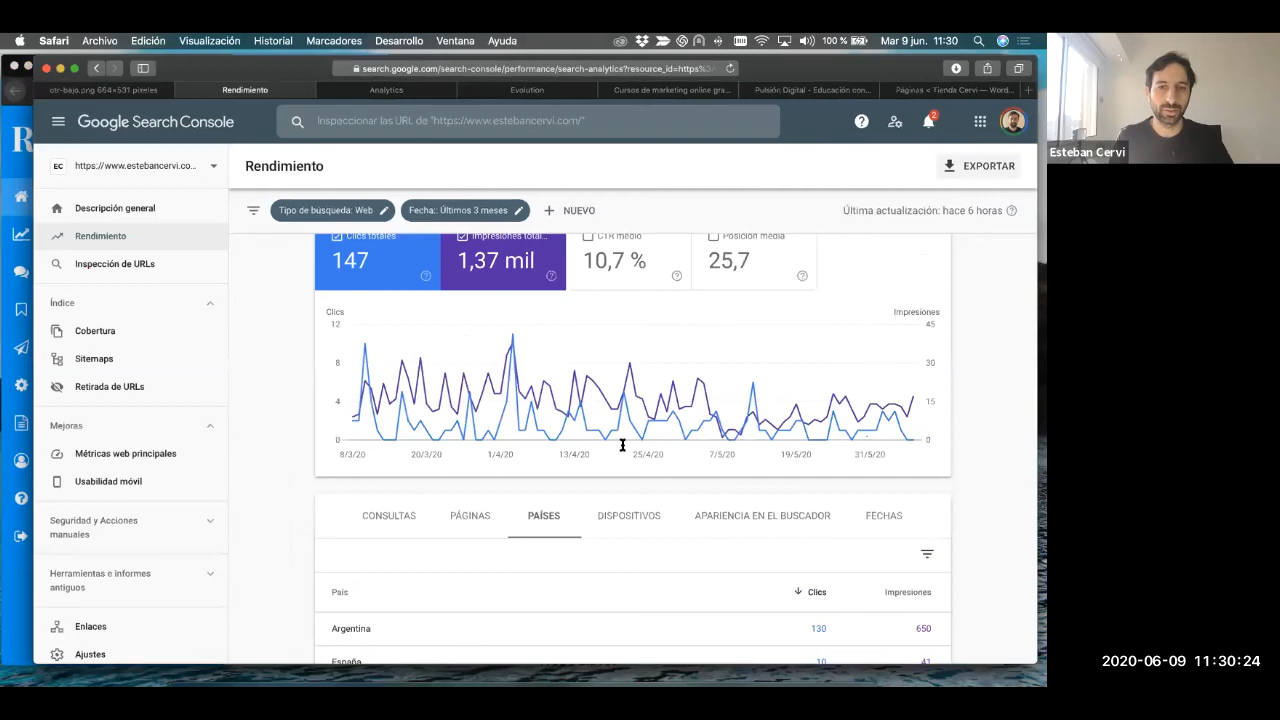 Safari Archivo Edición Visualización Historial Marcadores Desarrollo Ventana Ayuda 100 % Mar 9 jun. 11:30
search.google.com/search-console/performance/search-analytics?resource_id=https%
ctr-bajo.png 664×531 píxeles Rendimiento Analytics Evolution Cursos de marketing online gra... Pulsión Digital - Educación con... Páginas < Tienda Cervi — Word...
Google Search Console Inspeccionar las URL de "https://www.estebancervi.com/" 2
Esteban Cervi
EC https://www.estebancervi.co... Rendimiento EXPORTAR
Tipo de búsqueda: Web Fecha:: Últimos 3 meses NUEVO Última actualización: hace 6 horas
Descripción general
Rendimiento
Inspección de URLs
Índice
Cobertura
Sitemaps
Retirada de URLs
Mejoras
Métricas web principales
Usabilidad móvil
Seguridad y Acciones
manuales
Herramientas e informes
antiguos
Enlaces
Ajustes
Clics totales Impresiones total... CTR medio Posición media
147 1,37 mil 10,7 % 25,7
Clics Impresiones
12 45
8 30
4 15
0 0
8/3/20 20/3/20 1/4/20 13/4/20 25/4/20 7/5/20 19/5/20 31/5/20
CONSULTAS PÁGINAS PAÍSES DISPOSITIVOS APARIENCIA EN EL BUSCADOR FECHAS
País Clics Impresiones
Argentina 130 650
España 10 41
2020-06-09 11:30:24